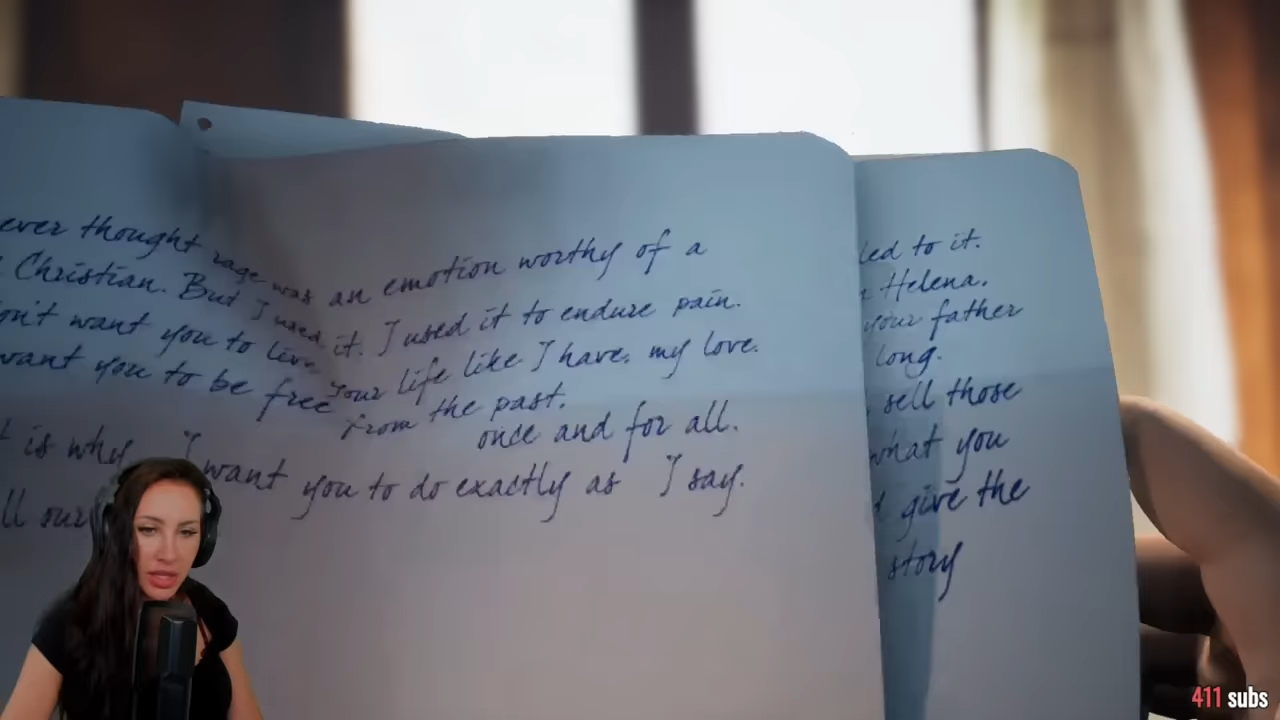 ever thought rage was an emotion worthy of a
Christian. But I used it. I used it to endure pain.
on't want you to live your life like I have. my love.
want you to be free from the past.
once and for all.
is why I want you to do exactly as I say.
ll our
led to it.
Helena.
your father
long.
sell those
what you
give the
story
411 subs